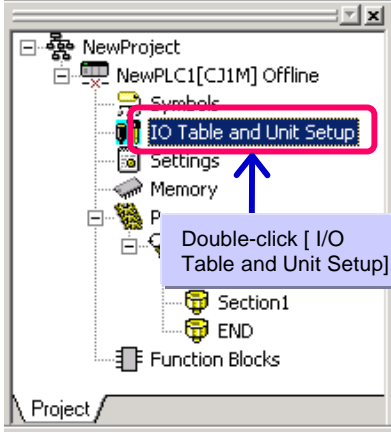 NewProject
NewPLC1[CJ1M] Offline
Symbols
IO Table and Unit Setup
Settings
Memory
Double-click [ I/O
Table and Unit Setup]
Section1
END
Function Blocks
Project